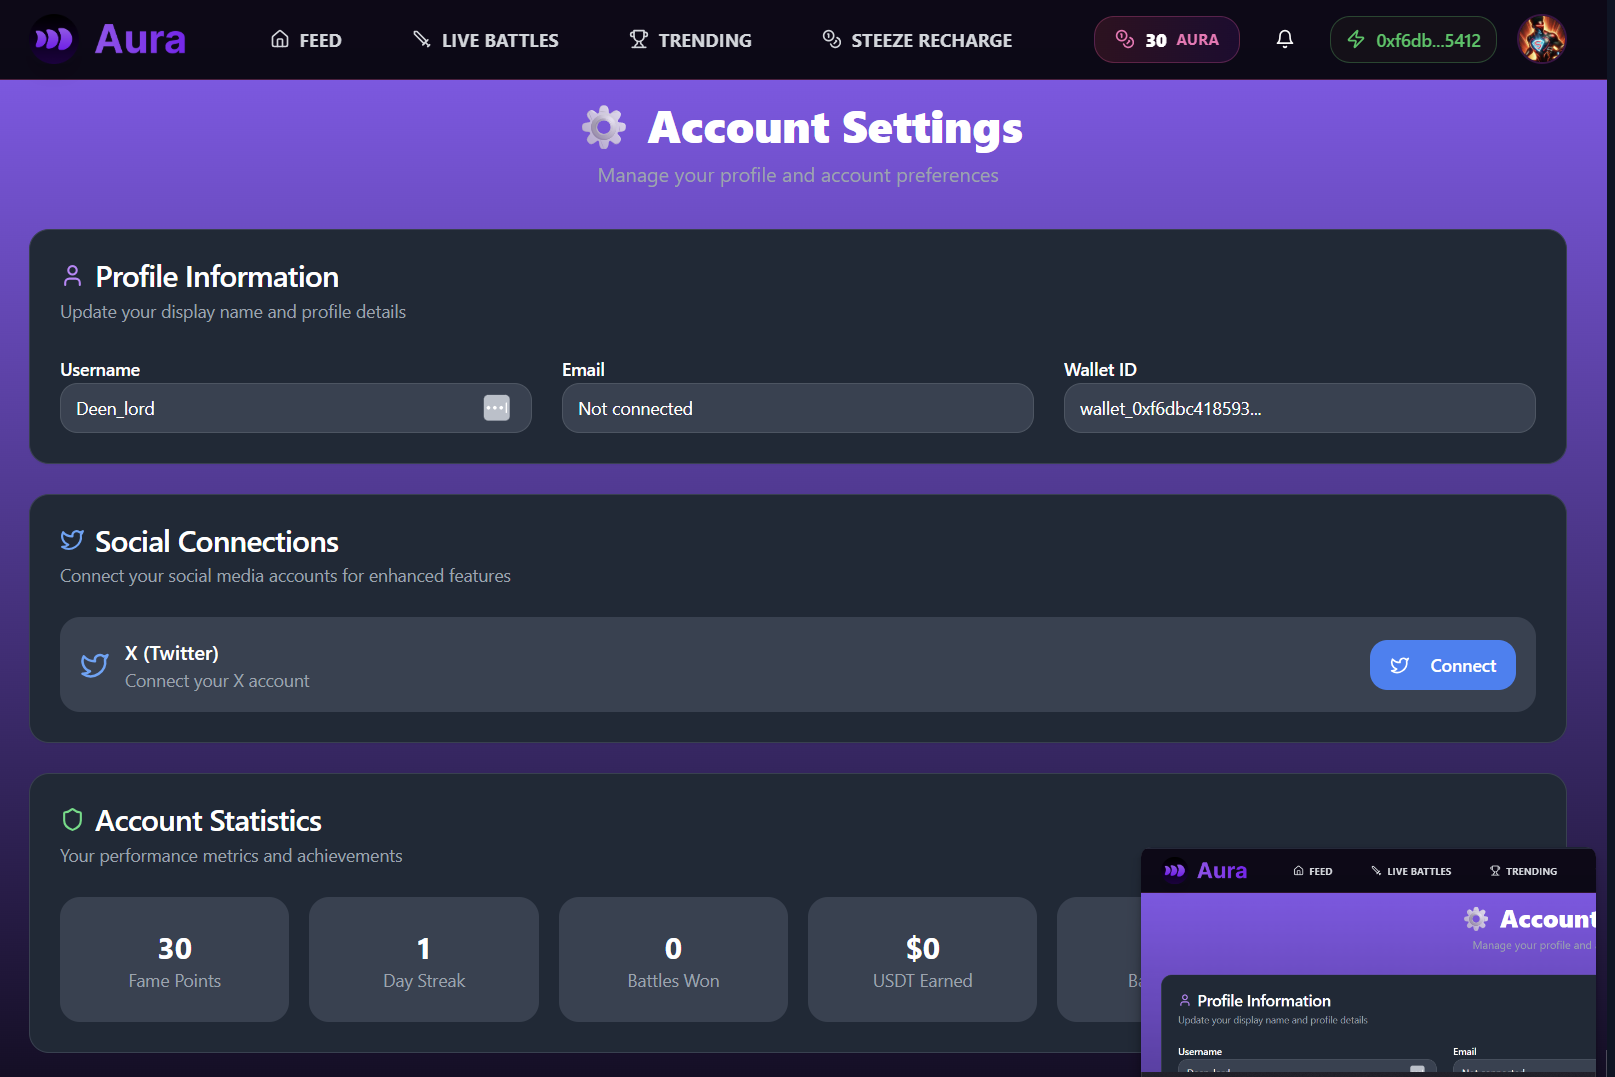 Aura
FEED
LIVE BATTLES
TRENDING
STEEZE RECHARGE
30 AURA
0xf6db...5412
Account Settings
Manage your profile and account preferences
Profile Information
Update your display name and profile details
Username
Email
Wallet ID
Deen_lord
Not connected
wallet_0xf6dbc418593...
Social Connections
Connect your social media accounts for enhanced features
X (Twitter)
Connect your X account
Connect
Account Statistics
Your performance metrics and achievements
30
Fame Points
1
Day Streak
0
Battles Won
$0
USDT Earned
Aura
FEED
LIVE BATTLES
TRENDING
Account
Manage your profile and
Profile Information
Update your display name and profile details
Username
Email